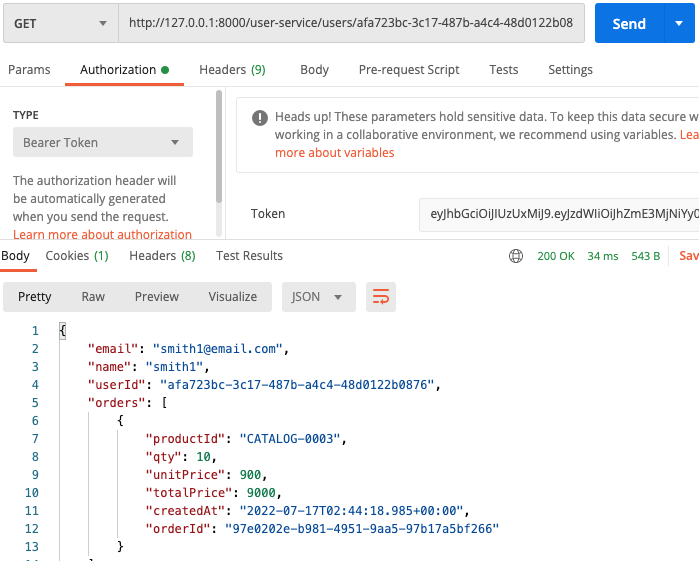 GET http://127.0.0.1:8000/user-service/users/afa723bc-3c17-487b-a4c4-48d0122b08 Send
Params Authorization Headers (9) Body Pre-request Script Tests Settings
TYPE
Bearer Token
The authorization header will
be automatically generated
when you send the request.
Learn more about authorization
Heads up! These parameters hold sensitive data. To keep this data secure w
working in a collaborative environment, we recommend using variables. Lea
more about variables
Token eyJhbGciOiJIUzUxMiJ9.eyJzdWIiOiJhZmE3MjNiYy0
Body Cookies (1) Headers (8) Test Results 200 OK 34 ms 543 B Sav
Pretty Raw Preview Visualize JSON
1 {
2 "email": "smith1@email.com",
3 "name": "smith1",
4 "userId": "afa723bc-3c17-487b-a4c4-48d0122b0876",
5 "orders": [
6 {
7 "productId": "CATALOG-0003",
8 "qty": 10,
9 "unitPrice": 900,
10 "totalPrice": 9000,
11 "createdAt": "2022-07-17T02:44:18.985+00:00",
12 "orderId": "97e0202e-b981-4951-9aa5-97b17a5bf266"
13 }